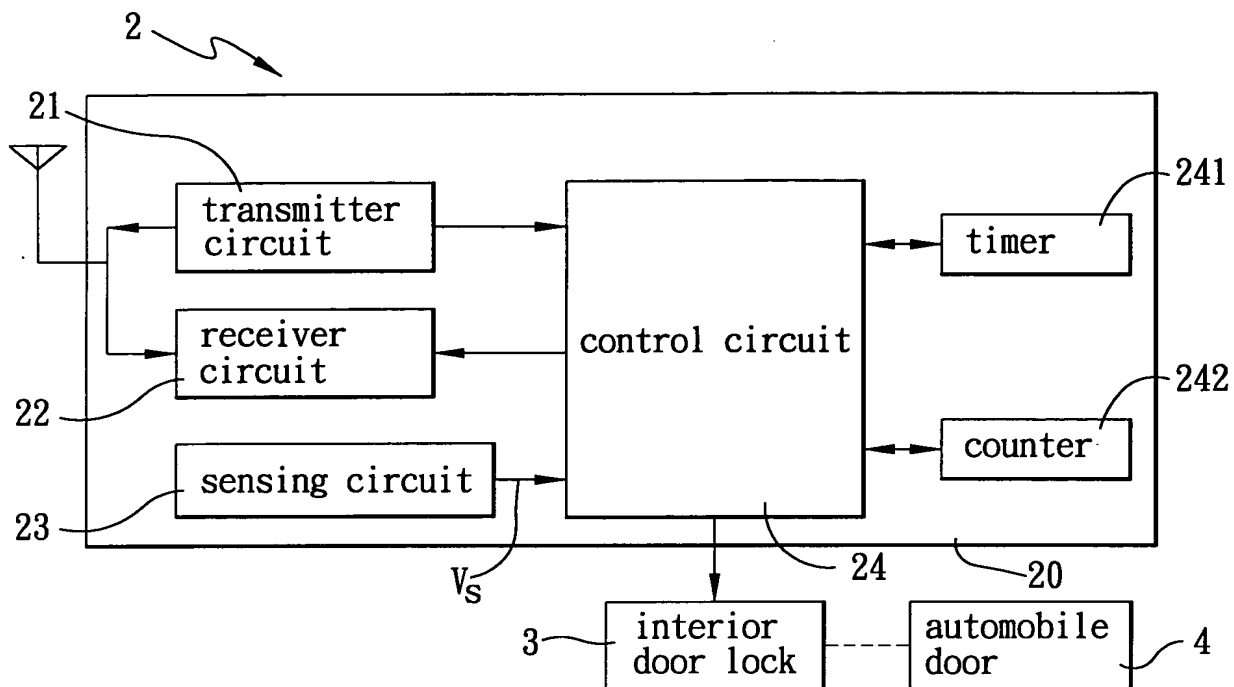 2
21
transmitter
circuit
241
timer
receiver
circuit
22
control circuit
242
counter
sensing circuit
23
Vs
24
20
3
interior
door lock
automobile
door
4